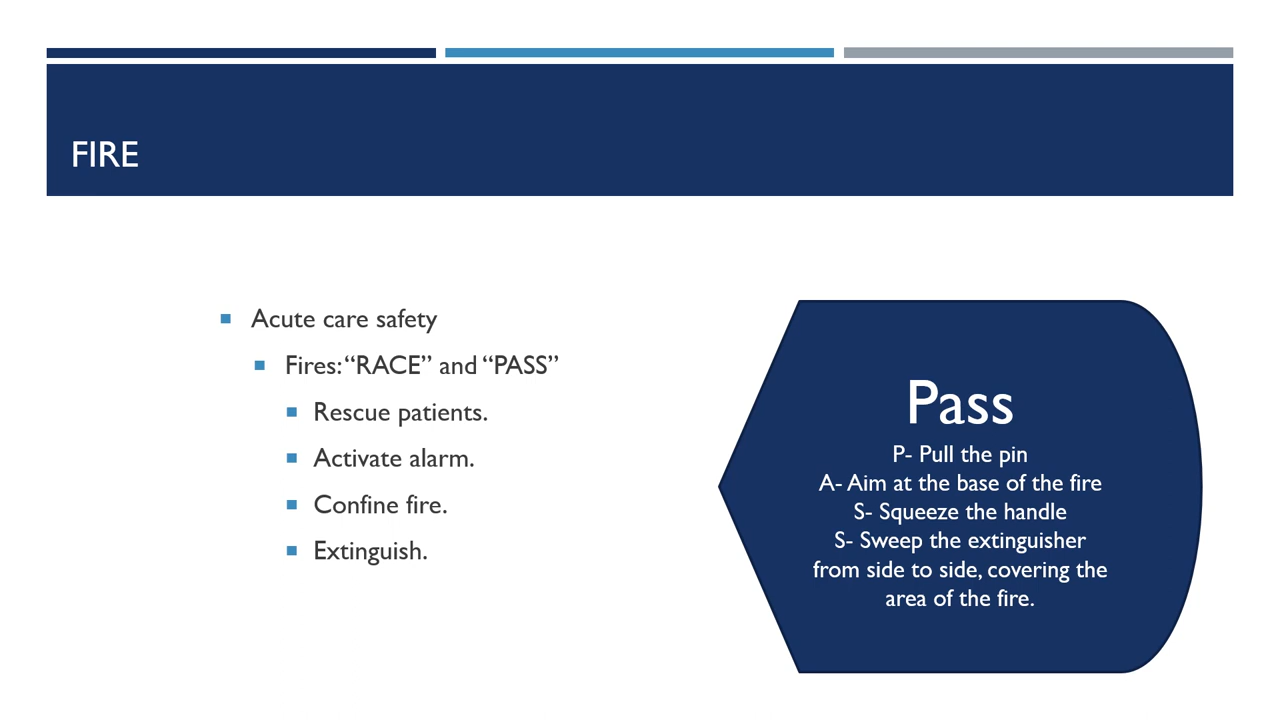 FIRE
Acute care safety
Fires: “RACE” and “PASS”
Rescue patients.
Activate alarm.
Confine fire.
Extinguish.
Pass
P- Pull the pin
A- Aim at the base of the fire
S- Squeeze the handle
S- Sweep the extinguisher
from side to side, covering the
area of the fire.